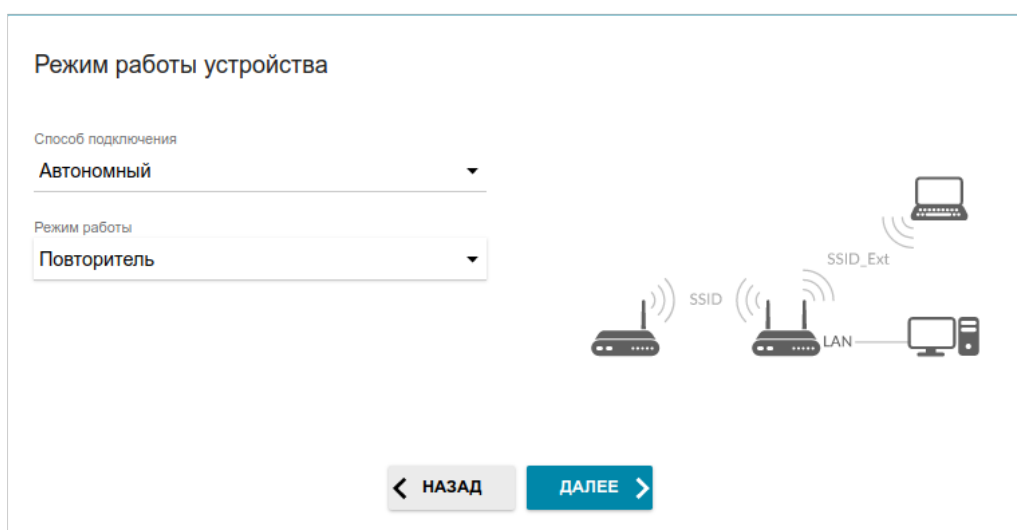 Режим работы устройства
Способ подключения
Автономный
Режим работы
Повторитель
SSID_Ext
SSID
LAN
НАЗАД
ДАЛЕЕ